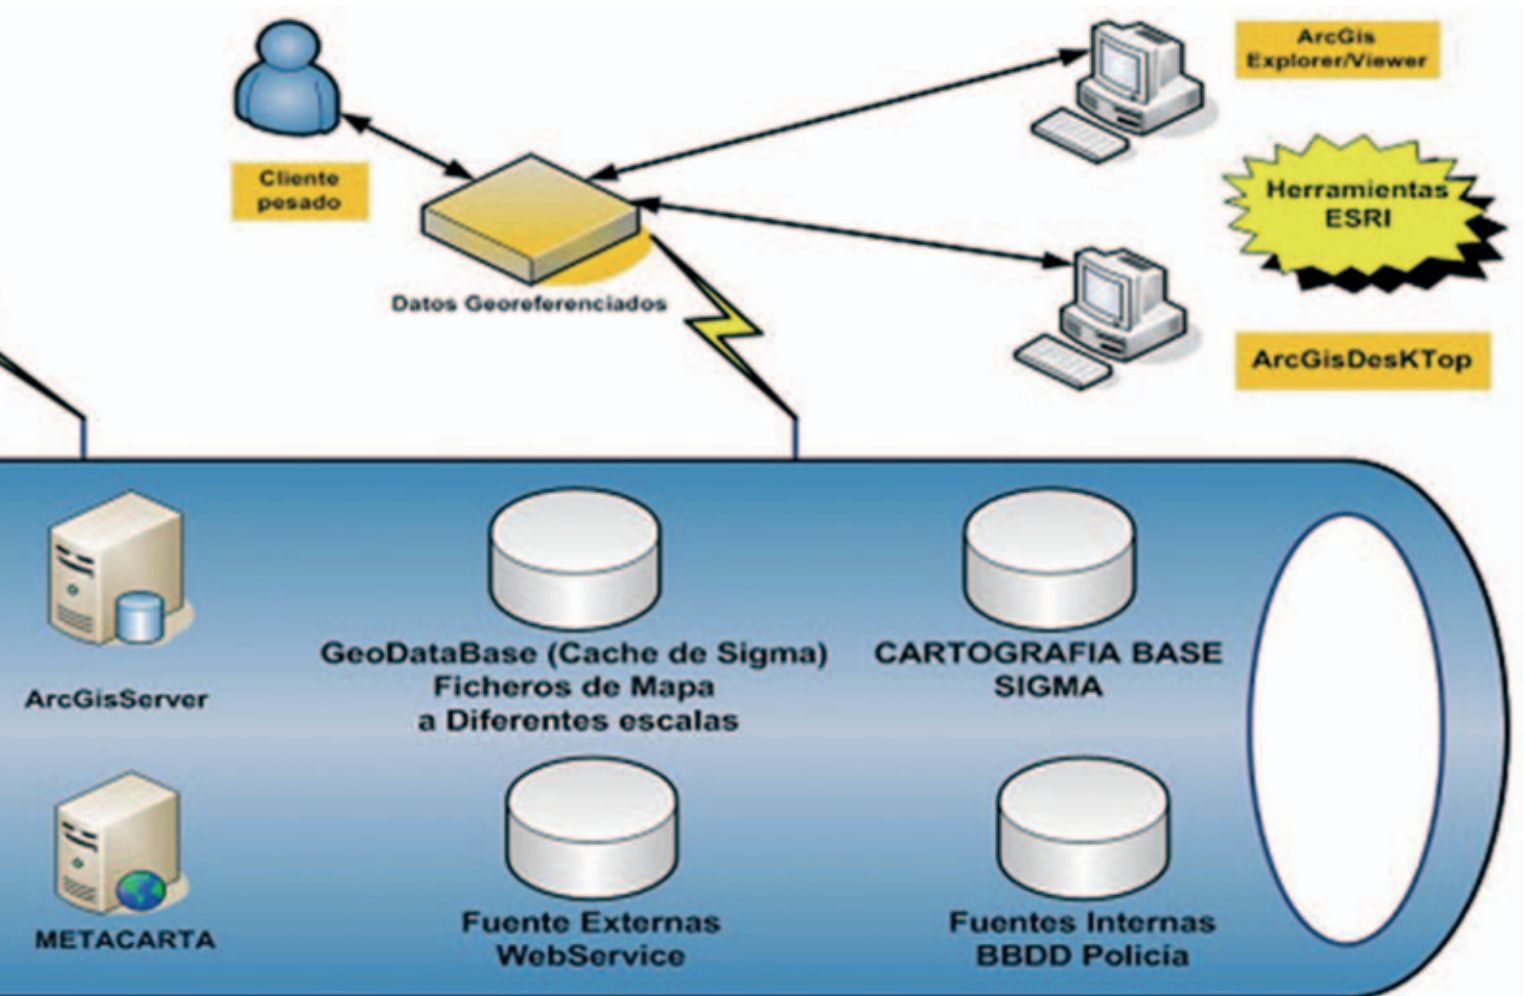 ArcGis
Explorer/Viewer
Cliente
pesado
Herramientas
ESRI
Datos Georeferenciados
ArcGisDesKTop
ArcGisServer
GeoDataBase (Cache de Sigma)
Ficheros de Mapa
a Diferentes escalas
CARTOGRAFIA BASE
SIGMA
METACARTA
Fuente Externas
WebService
Fuentes Internas
BBDD Policía